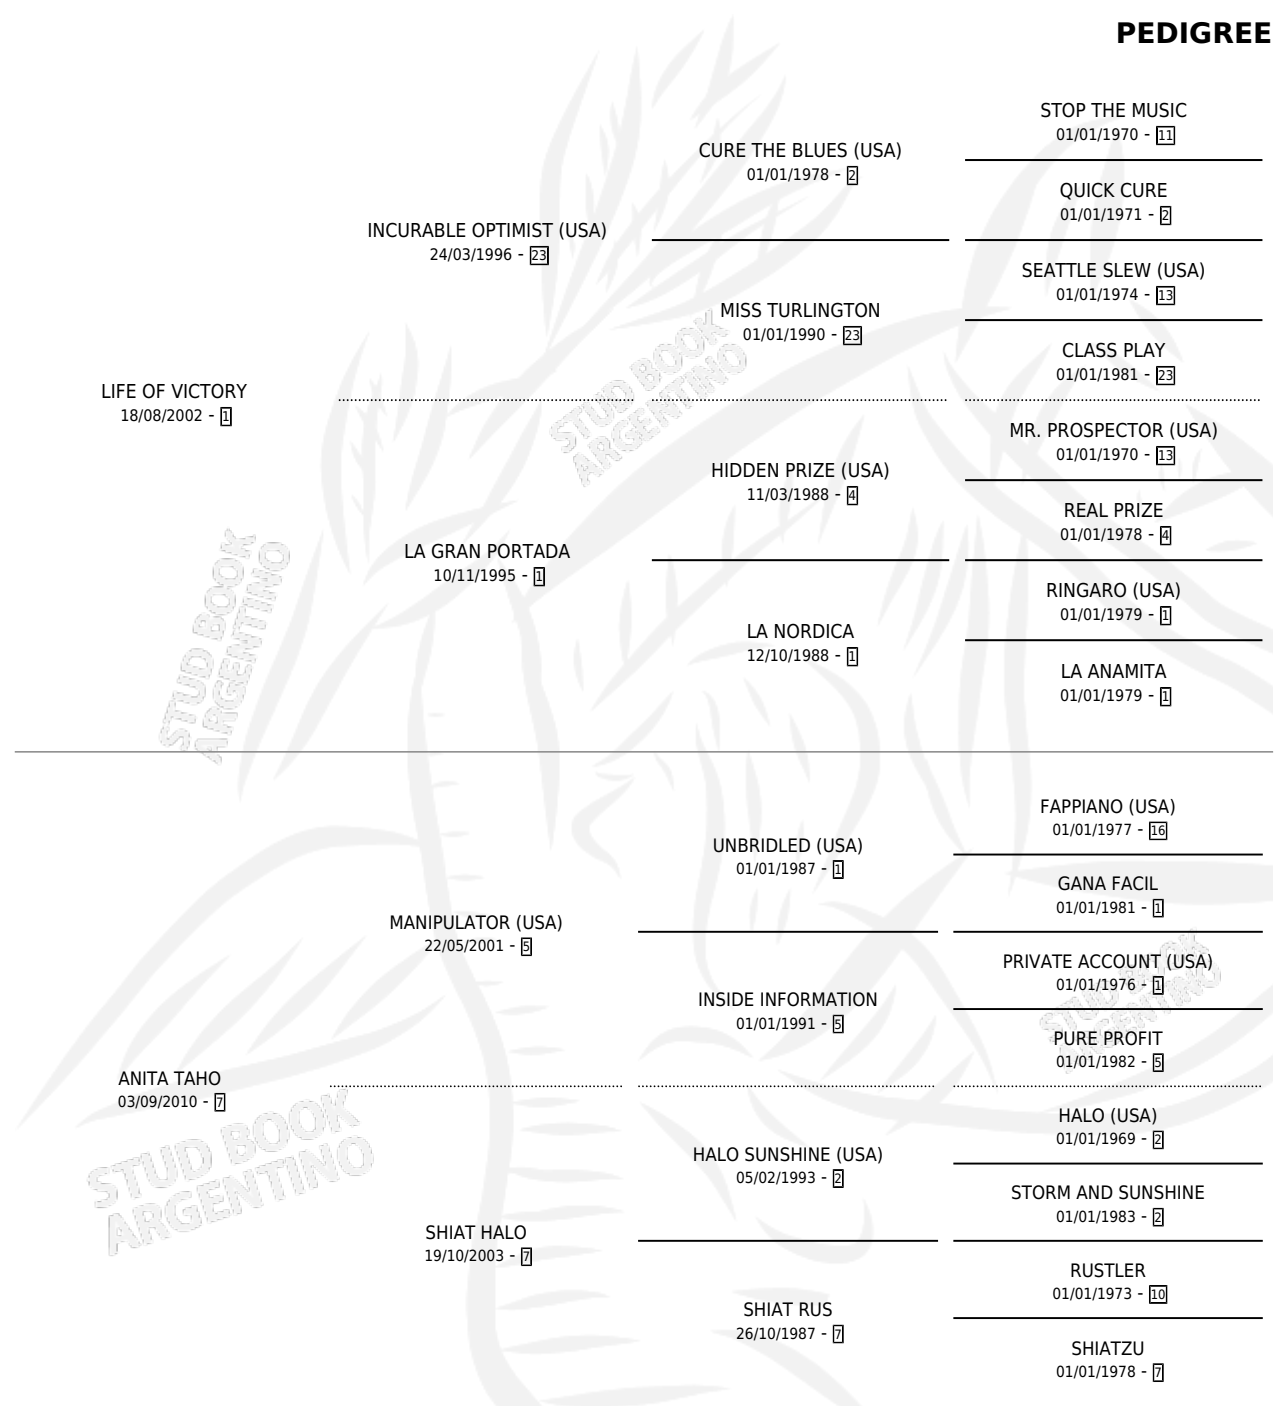 PEDIGREE
STOP THE MUSIC
01/01/1970 - 11
CURE THE BLUES (USA)
01/01/1978 - 2
QUICK CURE
01/01/1971 - 2
INCURABLE OPTIMIST (USA)
24/03/1996 - 23
SEATTLE SLEW (USA)
01/01/1974 - 13
MISS TURLINGTON
01/01/1990 - 23
CLASS PLAY
01/01/1981 - 23
LIFE OF VICTORY
18/08/2002 - 1
MR. PROSPECTOR (USA)
01/01/1970 - 13
HIDDEN PRIZE (USA)
11/03/1988 - 4
REAL PRIZE
01/01/1978 - 4
LA GRAN PORTADA
10/11/1995 - 1
RINGARO (USA)
01/01/1979 - 1
LA NORDICA
12/10/1988 - 1
LA ANAMITA
01/01/1979 - 1
FAPPIANO (USA)
01/01/1977 - 16
UNBRIDLED (USA)
01/01/1987 - 1
GANA FACIL
01/01/1981 - 1
MANIPULATOR (USA)
22/05/2001 - 5
PRIVATE ACCOUNT (USA)
01/01/1976 - 1
INSIDE INFORMATION
01/01/1991 - 5
PURE PROFIT
01/01/1982 - 5
ANITA TAHO
03/09/2010 - 7
HALO (USA)
01/01/1969 - 2
HALO SUNSHINE (USA)
05/02/1993 - 2
STORM AND SUNSHINE
01/01/1983 - 2
SHIAT HALO
19/10/2003 - 7
RUSTLER
01/01/1973 - 10
SHIAT RUS
26/10/1987 - 7
SHIATZU
01/01/1978 - 7
STUD BOOK
ARGENTINO
STUD BOOK
ARGENTINO
STUD BOOK
ARGENTINO
STUD BOOK
ARGENTINO